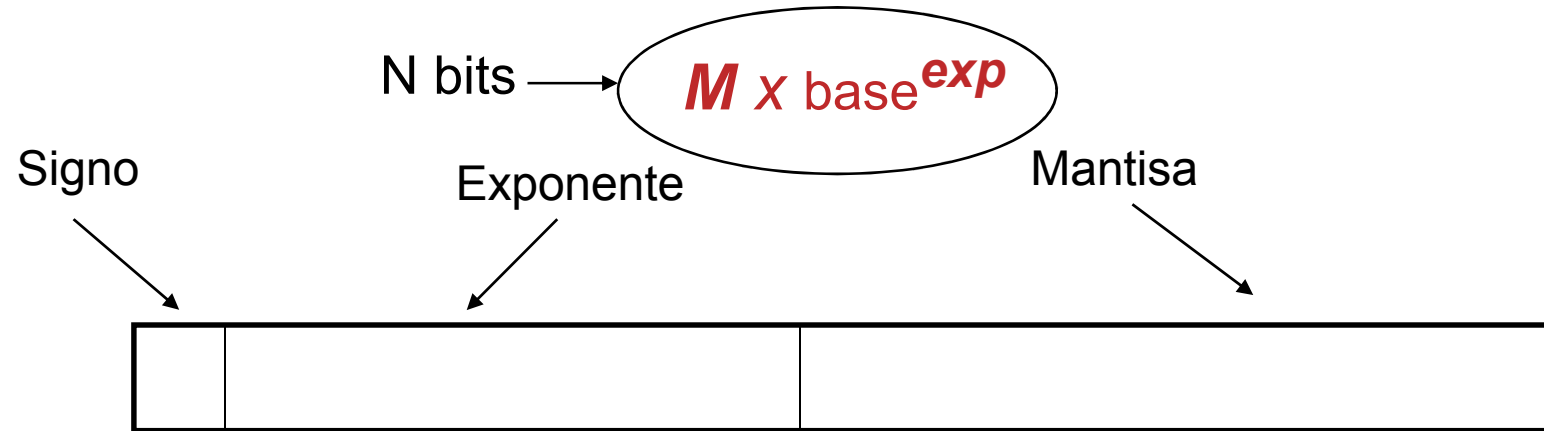 N bits
M x base^exp
Signo
Exponente
Mantisa